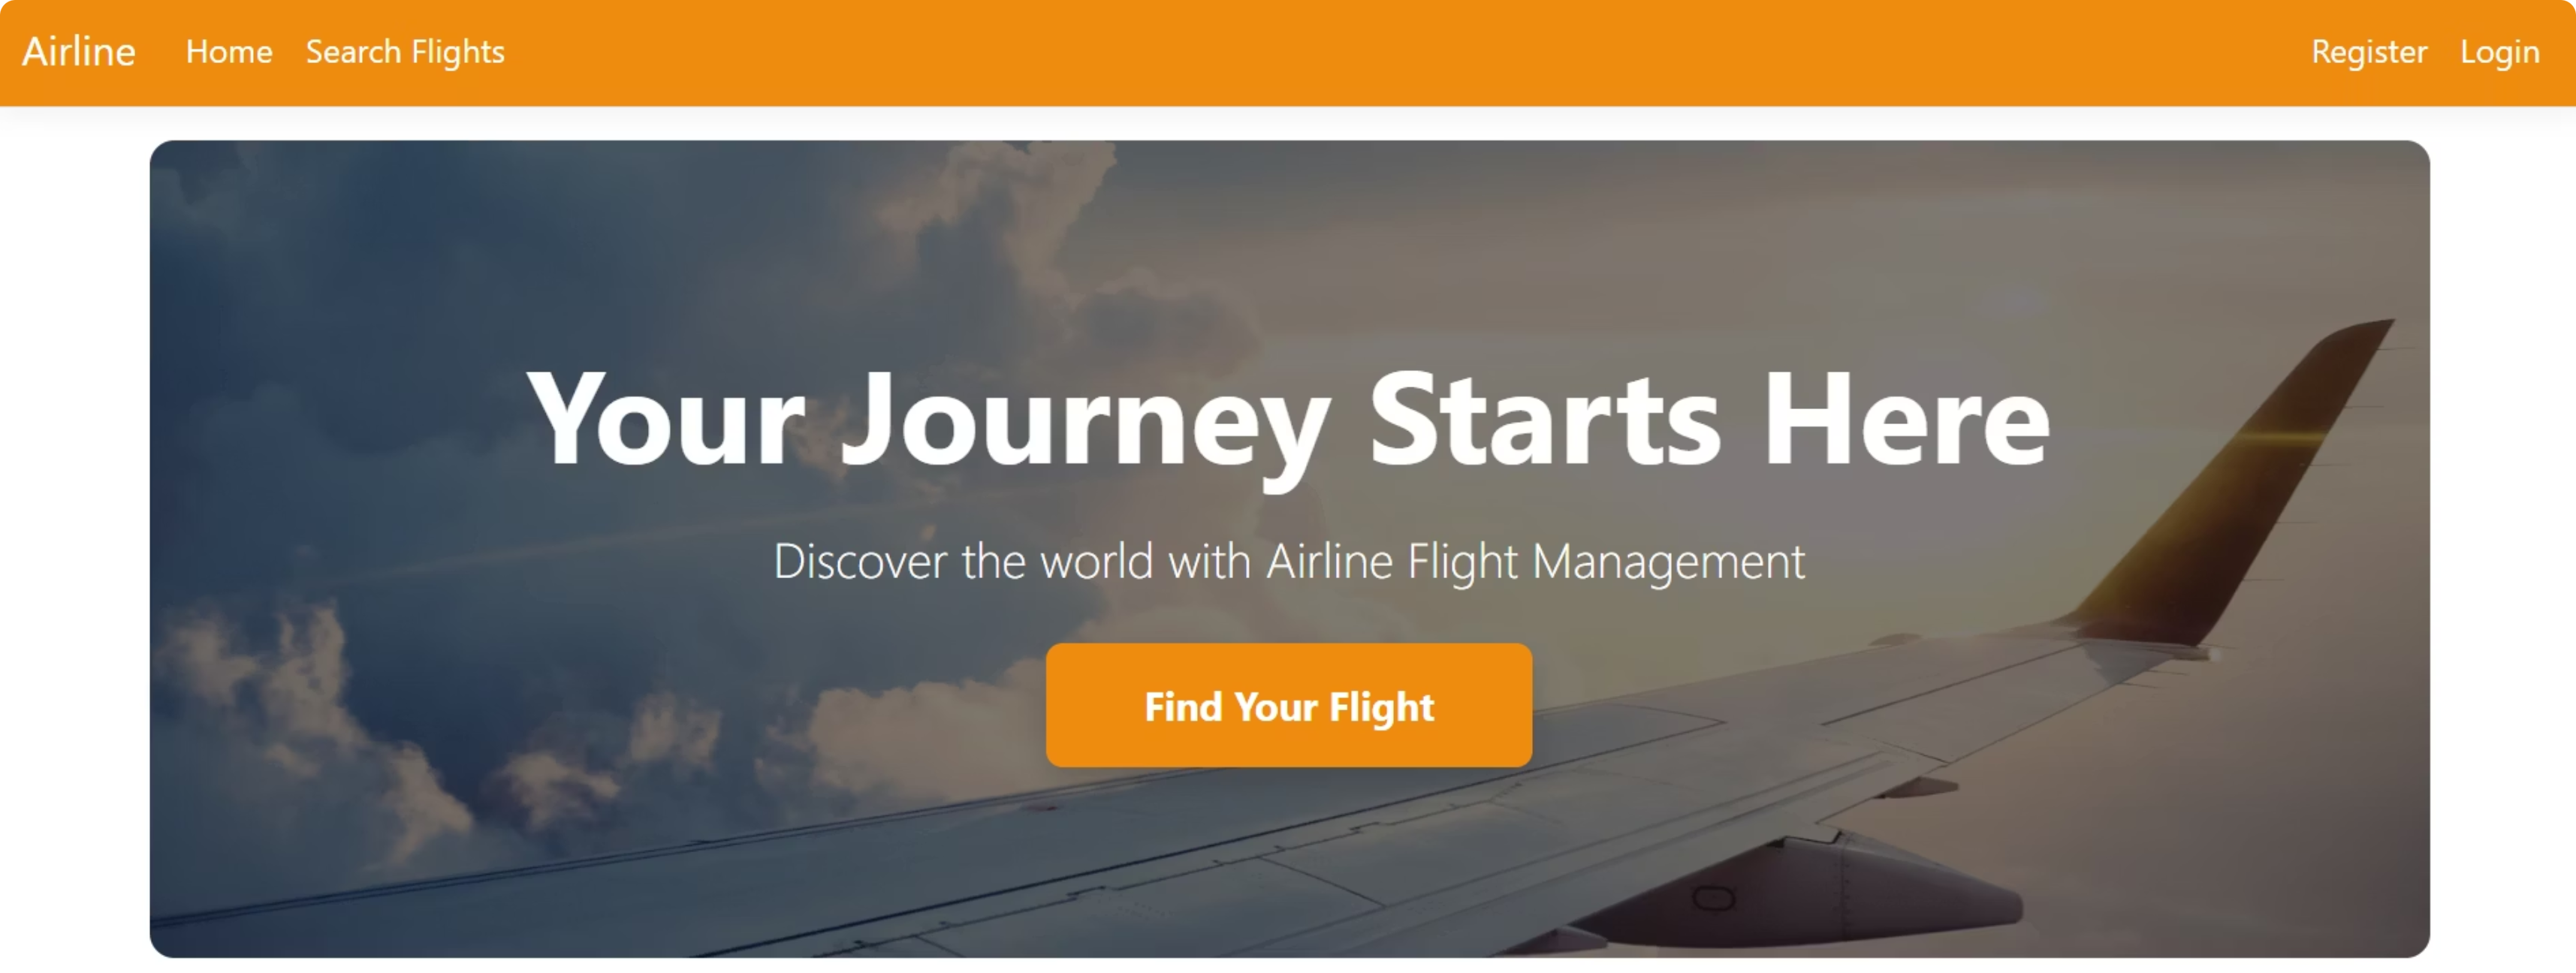 Airline Home Search Flights Register Login
Your Journey Starts Here
Discover the world with Airline Flight Management
Find Your Flight